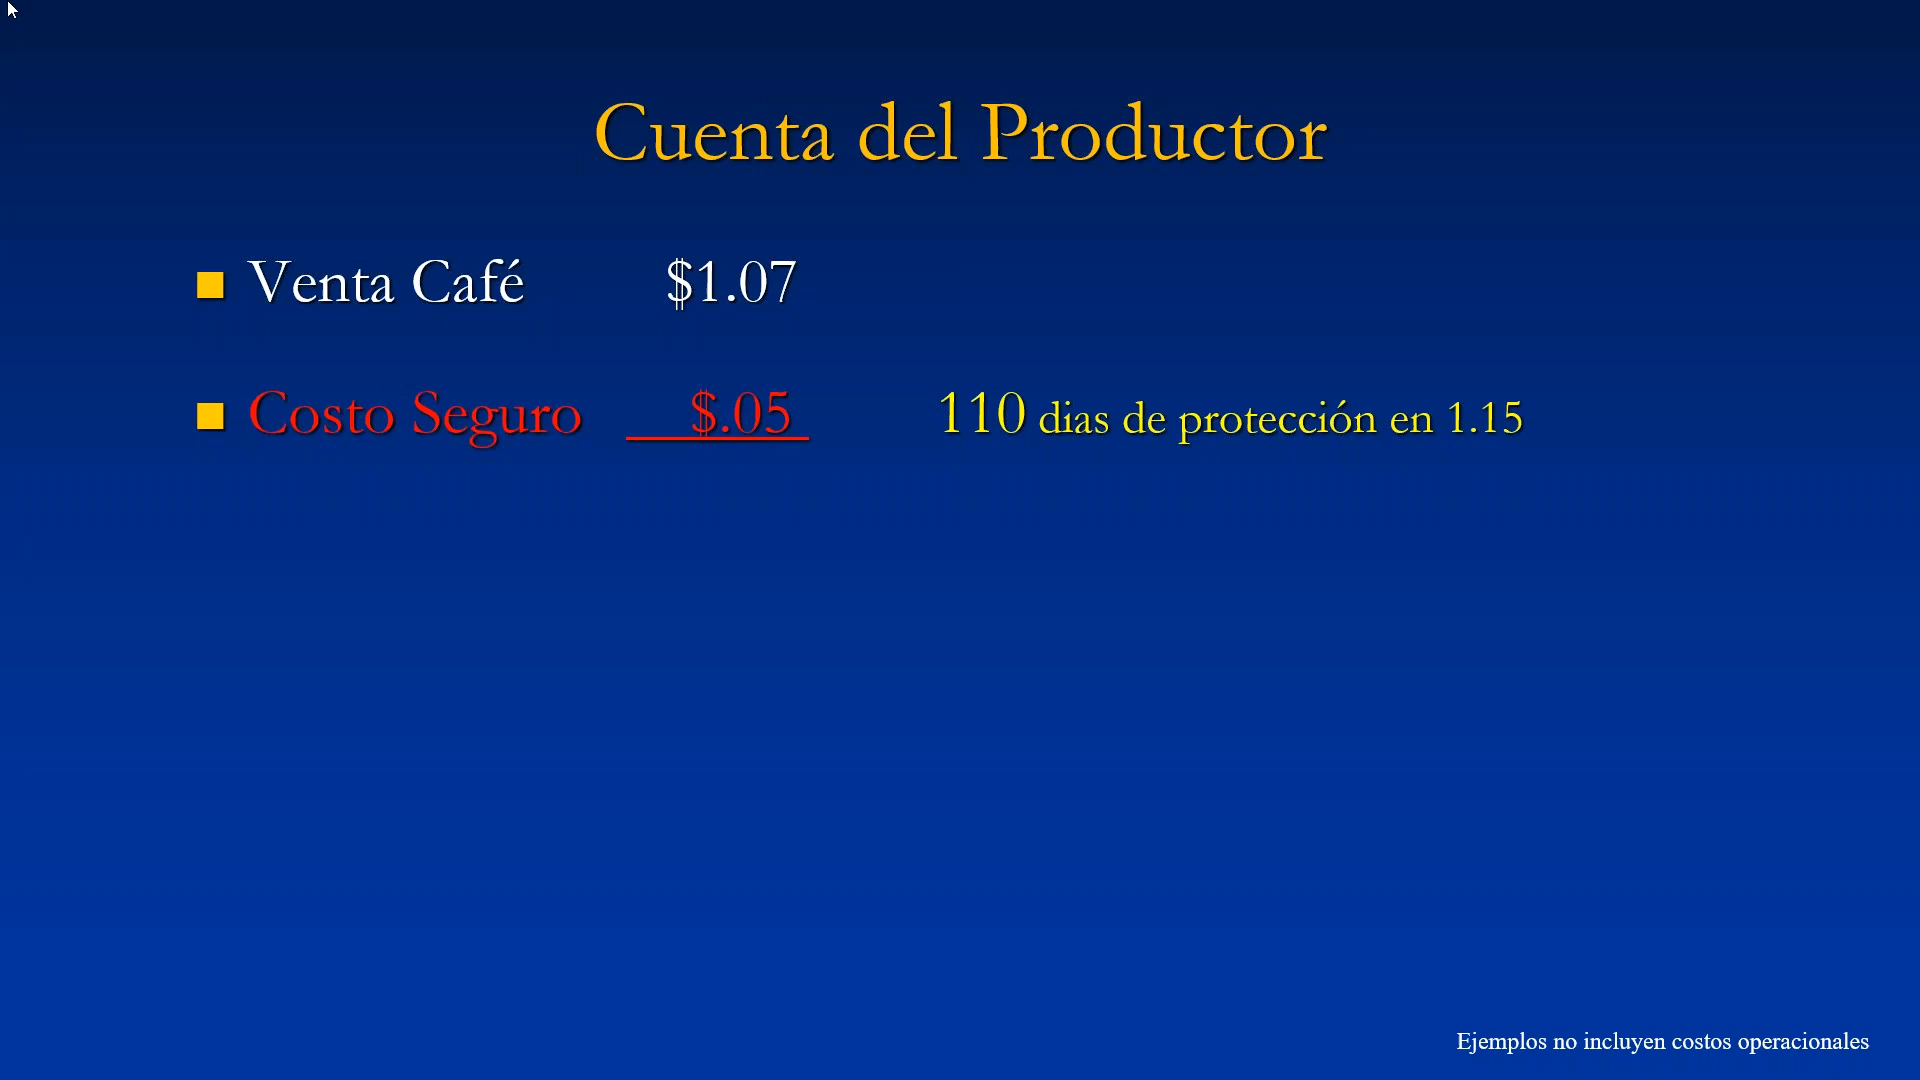 Cuenta del Productor
Venta Café $1.07
Costo Seguro $.05 110 dias de protección en 1.15
Ejemplos no incluyen costos operacionales